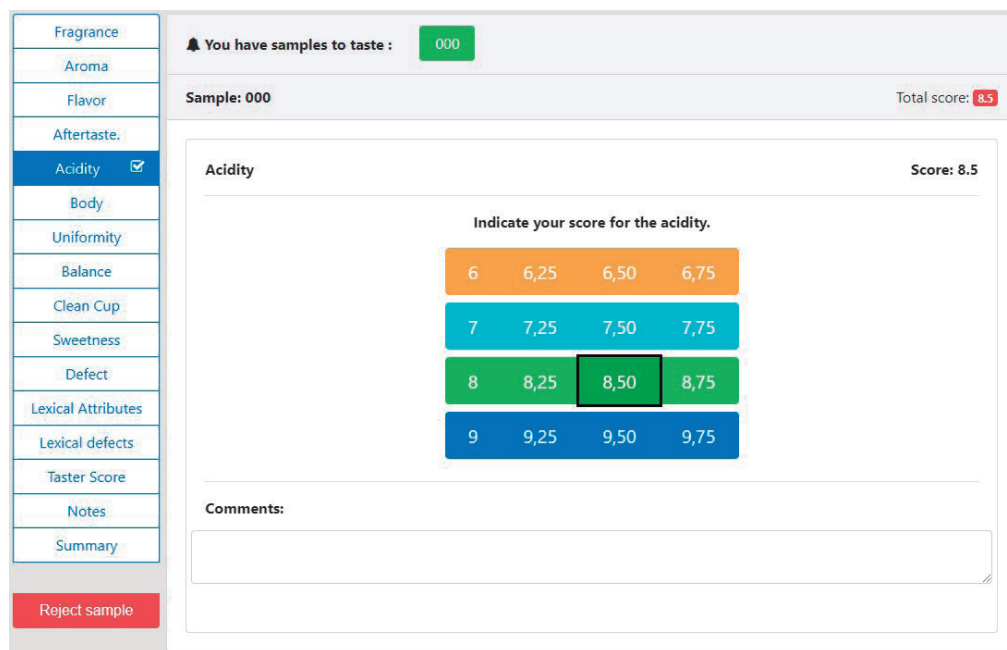 Fragrance
Aroma
Flavor
Aftertaste.
Acidity
Body
Uniformity
Balance
Clean Cup
Sweetness
Defect
Lexical Attributes
Lexical defects
Taster Score
Notes
Summary
Reject sample
You have samples to taste : 000
Sample: 000 Total score: 8.5
Acidity Score: 8.5
Indicate your score for the acidity.
6 6,25 6,50 6,75
7 7,25 7,50 7,75
8 8,25 8,50 8,75
9 9,25 9,50 9,75
Comments: